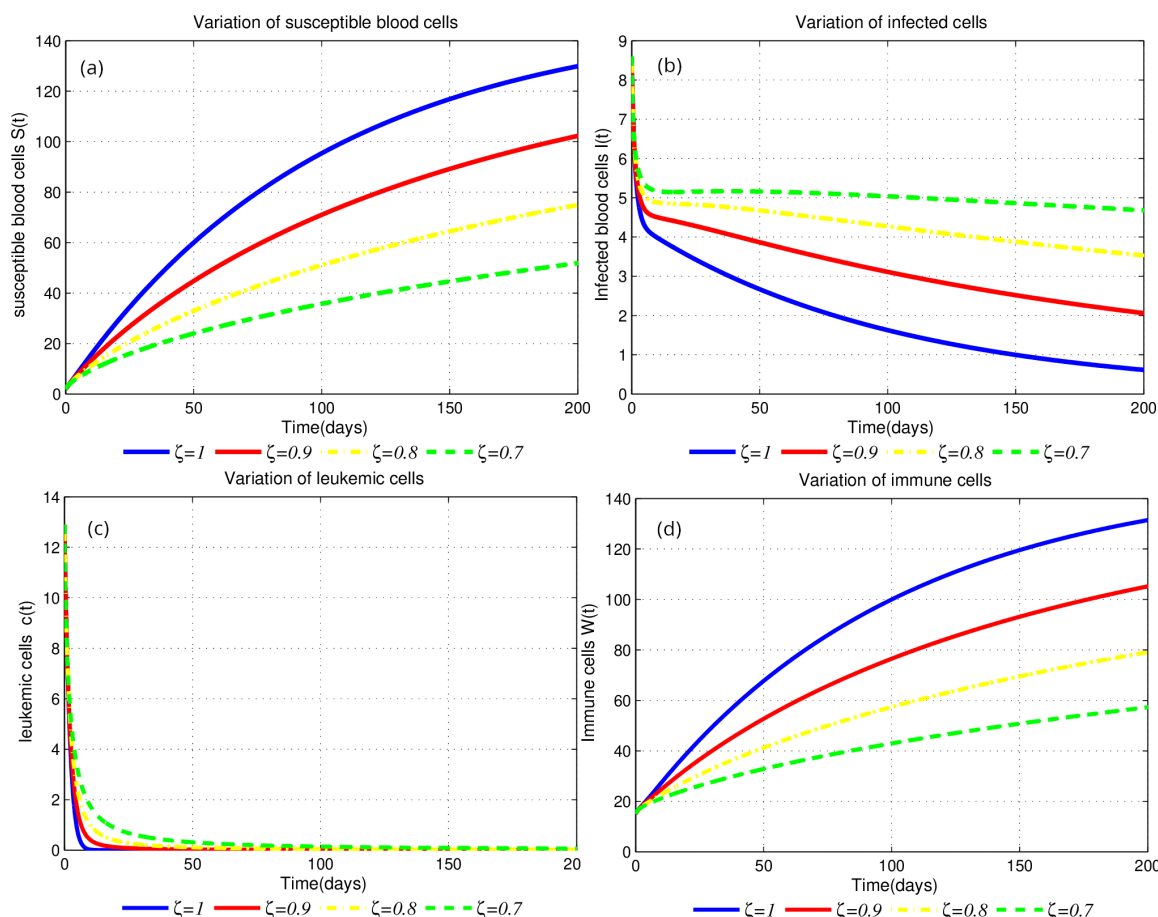 Variation of susceptible blood cells
(a)
susceptible blood cells S(t)
140
120
100
80
60
40
20
0
0 50 100 150 200
Time(days)
ζ=1 ζ=0.9 ζ=0.8 ζ=0.7
Variation of infected cells
(b)
Infected blood cells I(t)
9
8
7
6
5
4
3
2
1
0
0 50 100 150 200
Time(days)
ζ=1 ζ=0.9 ζ=0.8 ζ=0.7
Variation of leukemic cells
(c)
leukemic cells c(t)
14
12
10
8
6
4
2
0
0 50 100 150 201
Time(days)
ζ=1 ζ=0.9 ζ=0.8 ζ=0.7
Variation of immune cells
(d)
Immune cells W(t)
140
120
100
80
60
40
20
0
0 50 100 150 200
Time(days)
ζ=1 ζ=0.9 ζ=0.8 ζ=0.7